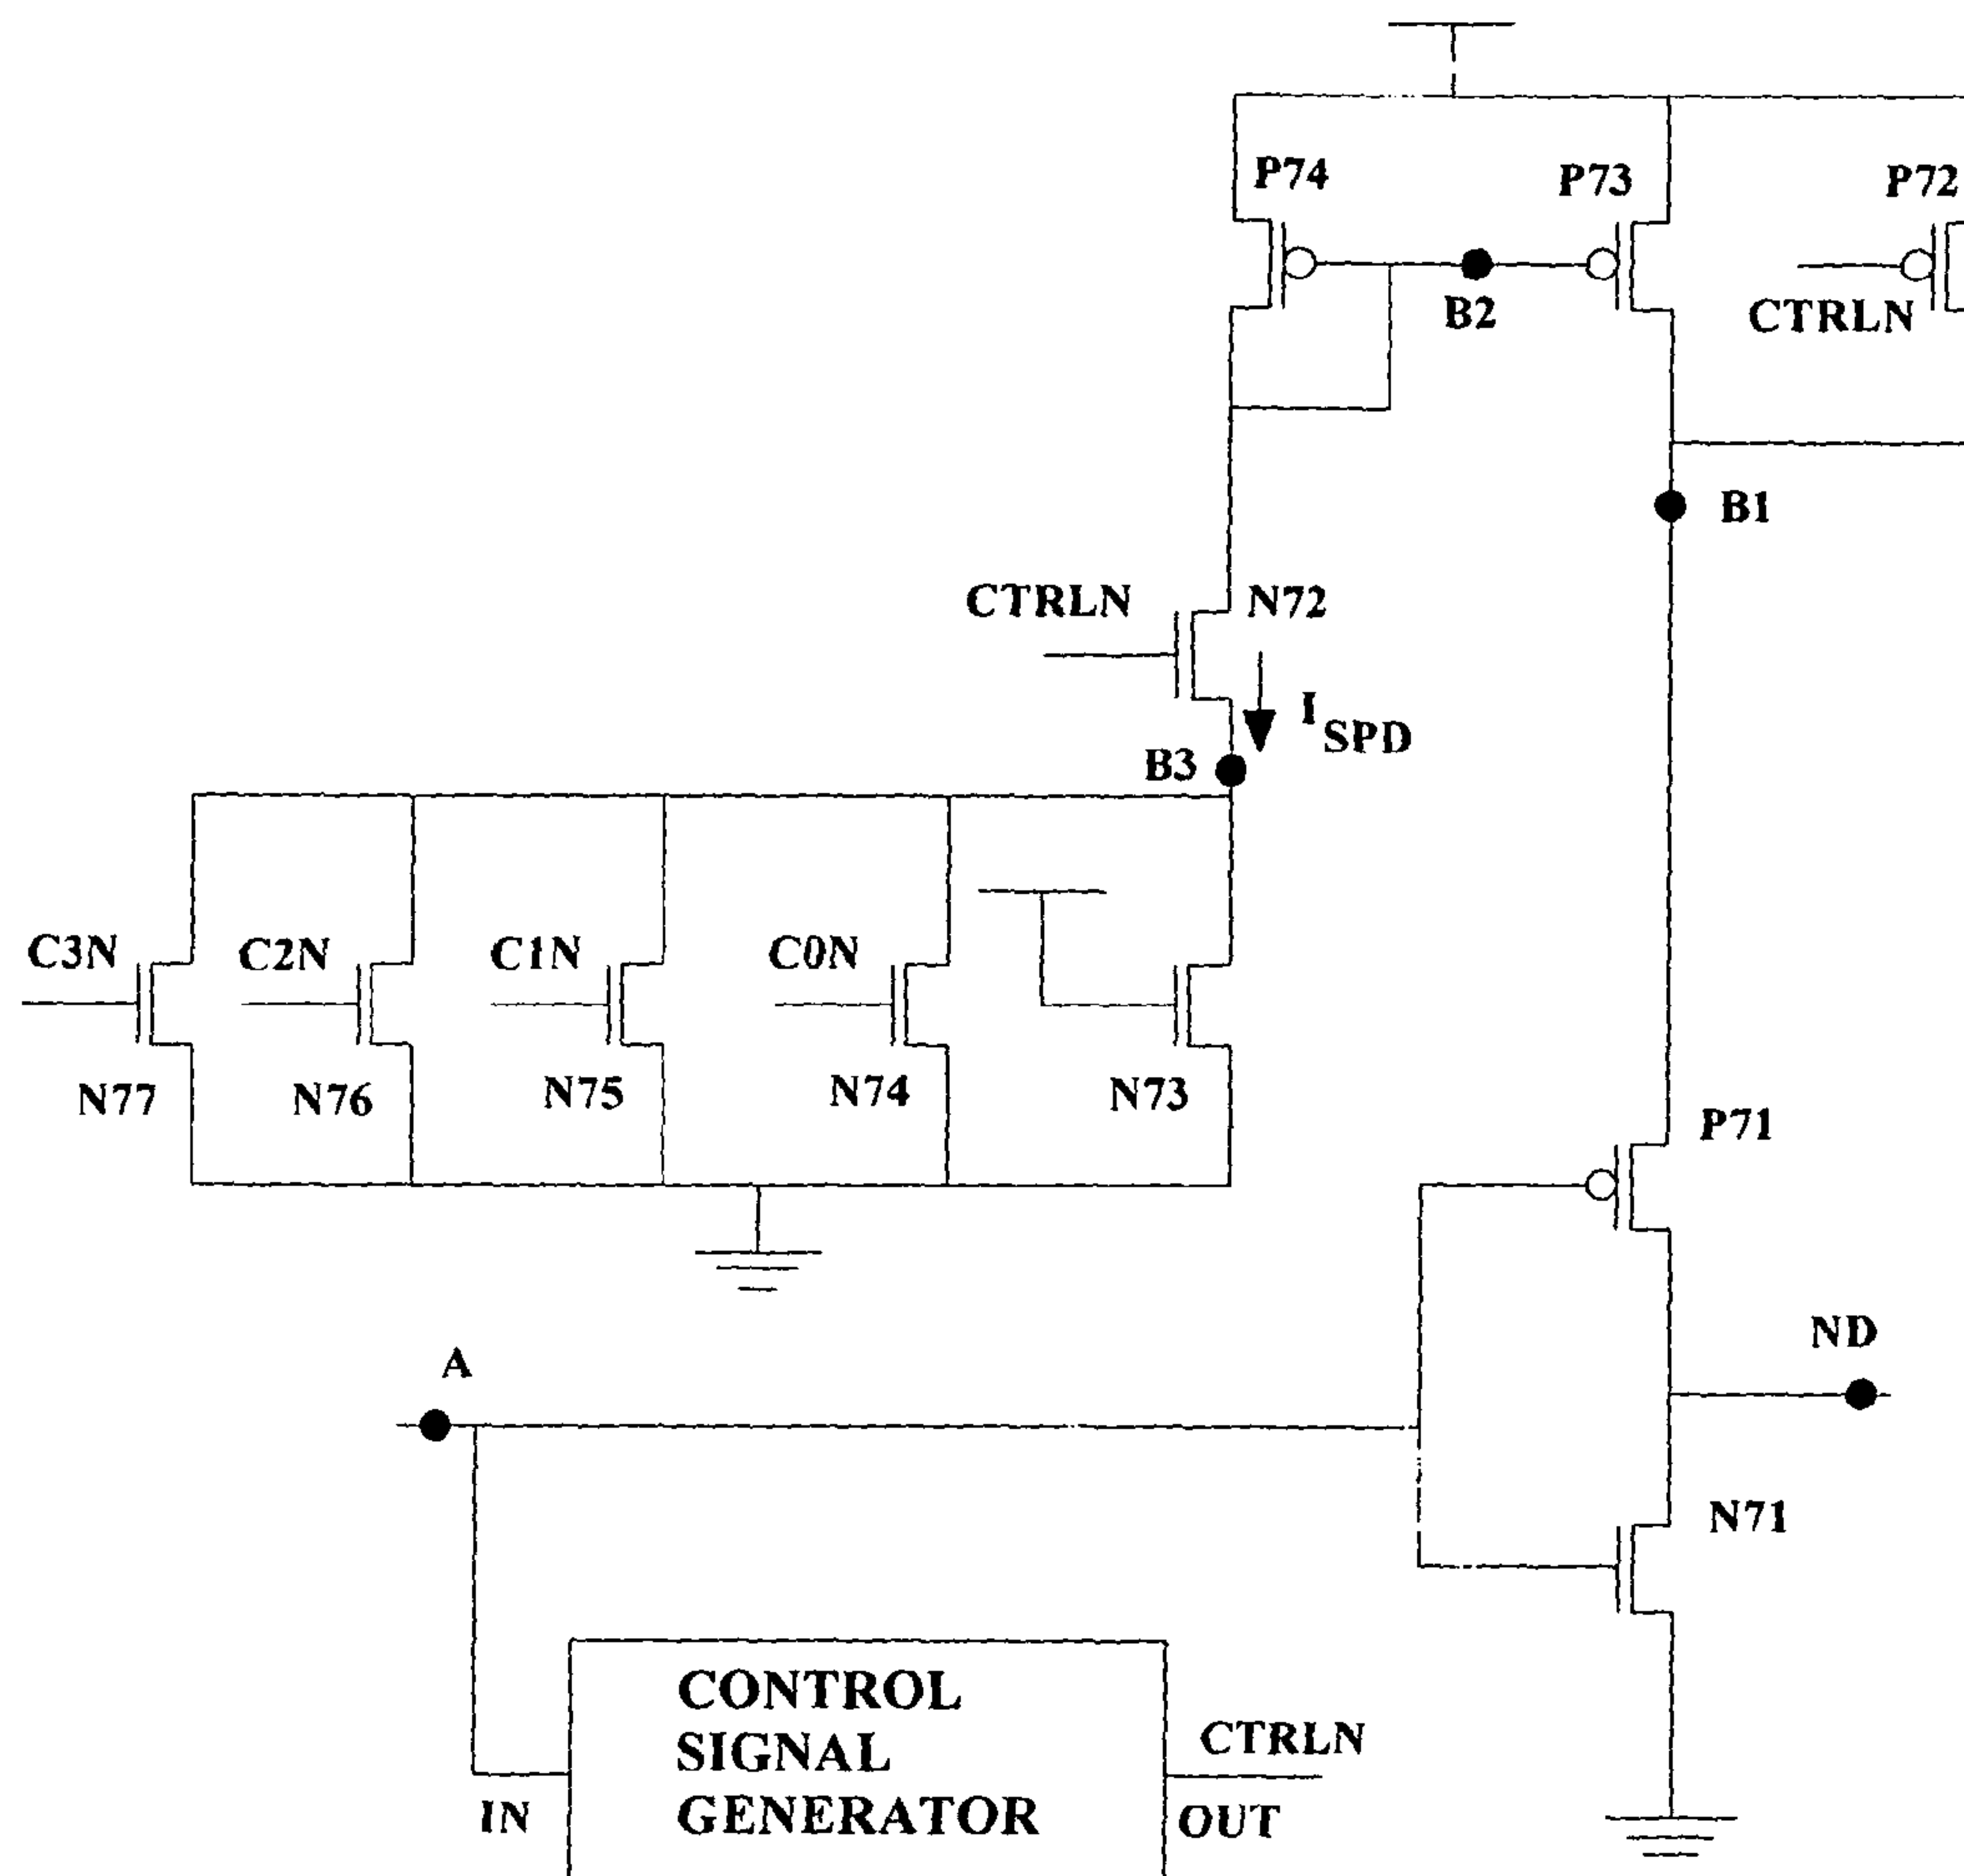 P74
P73
P72
B2
CTRLN
B1
CTRLN
N72
I SPD
B3
C3N
C2N
C1N
C0N
N77
N76
N75
N74
N73
P71
ND
A
N71
CONTROL
SIGNAL
GENERATOR
CTRLN
IN
OUT